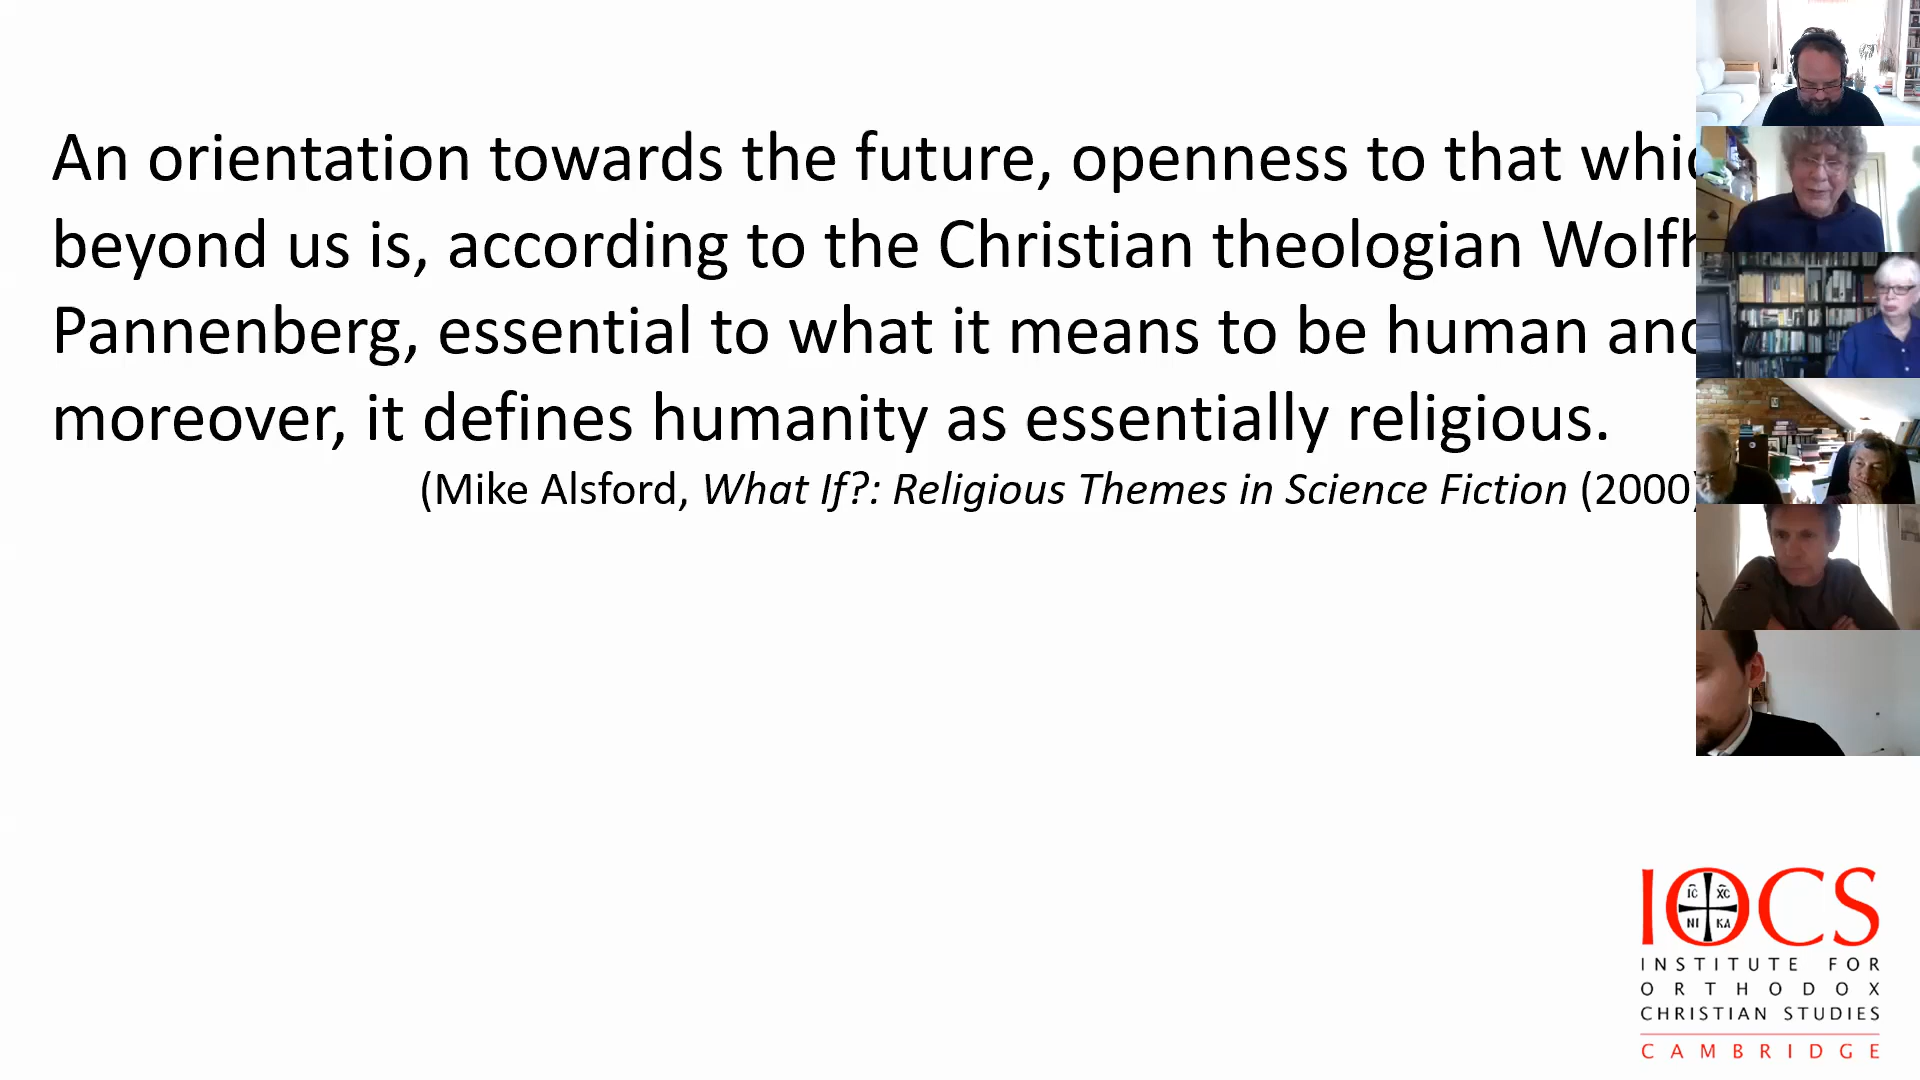 An orientation towards the future, openness to that
beyond us is, according to the Christian theologian
Pannenberg, essential to what it means to be human and
moreover, it defines humanity as essentially religious.
(Mike Alsford, What If?: Religious Themes in Science Fiction (2000)
IOCS
IC XC
NI KA
INSTITUTE FOR
ORTHODOX
CHRISTIAN STUDIES
CAMBRIDGE